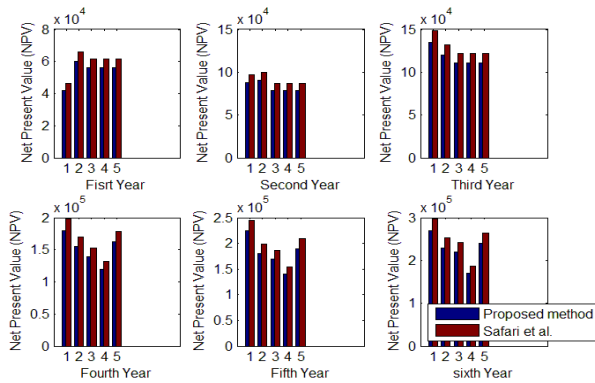 x 10^4
x 10^4
x 10^4
Net Present Value (NPV)
Net Present Value (NPV)
Net Present Value (NPV)
8
6
4
2
0
15
10
5
0
15
10
5
0
1 2 3 4 5
1 2 3 4 5
1 2 3 4 5
Fisrt Year
Second Year
Third Year
x 10^5
x 10^5
x 10^5
Net Present Value (NPV)
Net Present Value (NPV)
Net Present Value (NPV)
2
1.5
1
0.5
0
2.5
2
1.5
1
0.5
0
3
2
1
0
Proposed method
Safari et al.
1 2 3 4 5
1 2 3 4 5
1 2 3 4 5
Fourth Year
Fifth Year
sixth Year